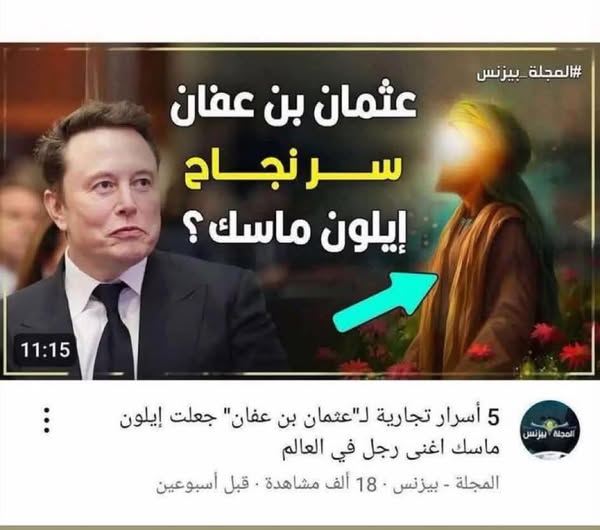 #المجلة_بيزنس
عثمان بن عفان
سر نجاح
إيلون ماسك؟
11:15
5 أسرار تجارية لـ"عثمان بن عفان" جعلت إيلون
ماسك اغنى رجل في العالم
المجلة - بيزنس · 18 ألف مشاهدة · قبل أسبوعين
المجلة بيزنس